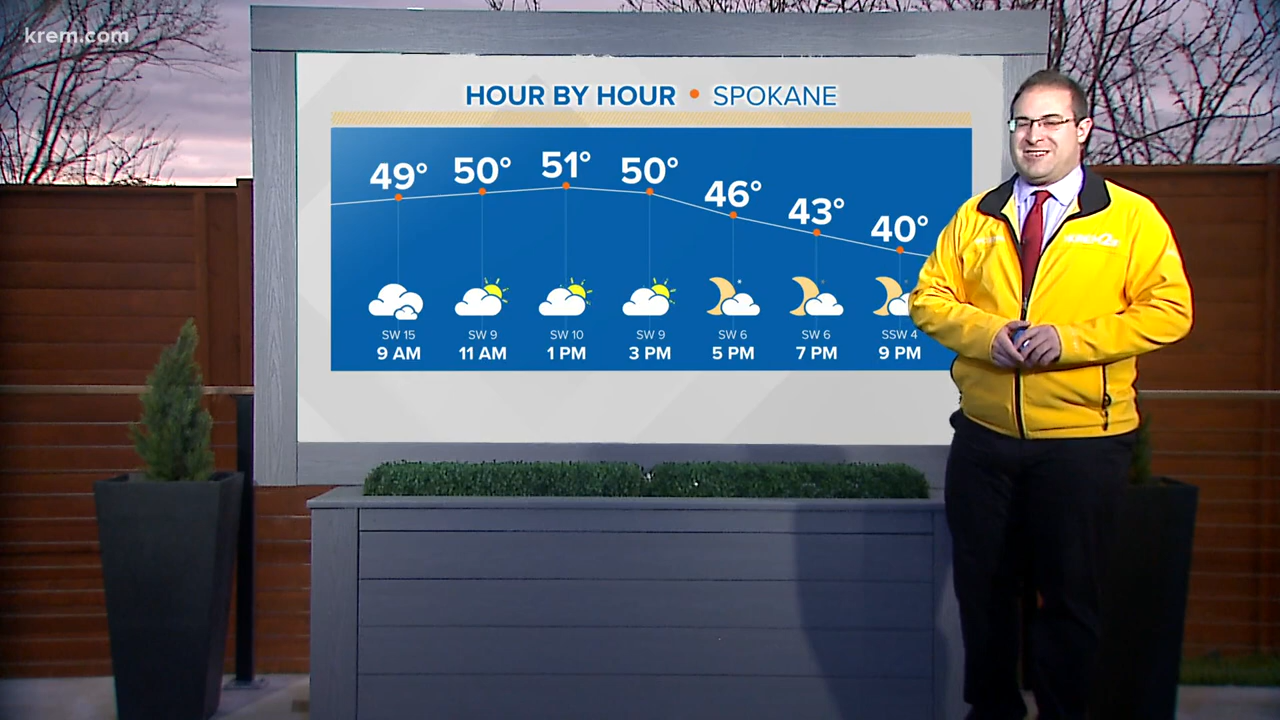 krem.com
HOUR BY HOUR • SPOKANE
49° 50° 51° 50° 46° 43° 40°
SW 15 SW 9 SW 10 SW 9 SW 6 SW 6 SSW 4
9 AM 11 AM 1 PM 3 PM 5 PM 7 PM 9 PM